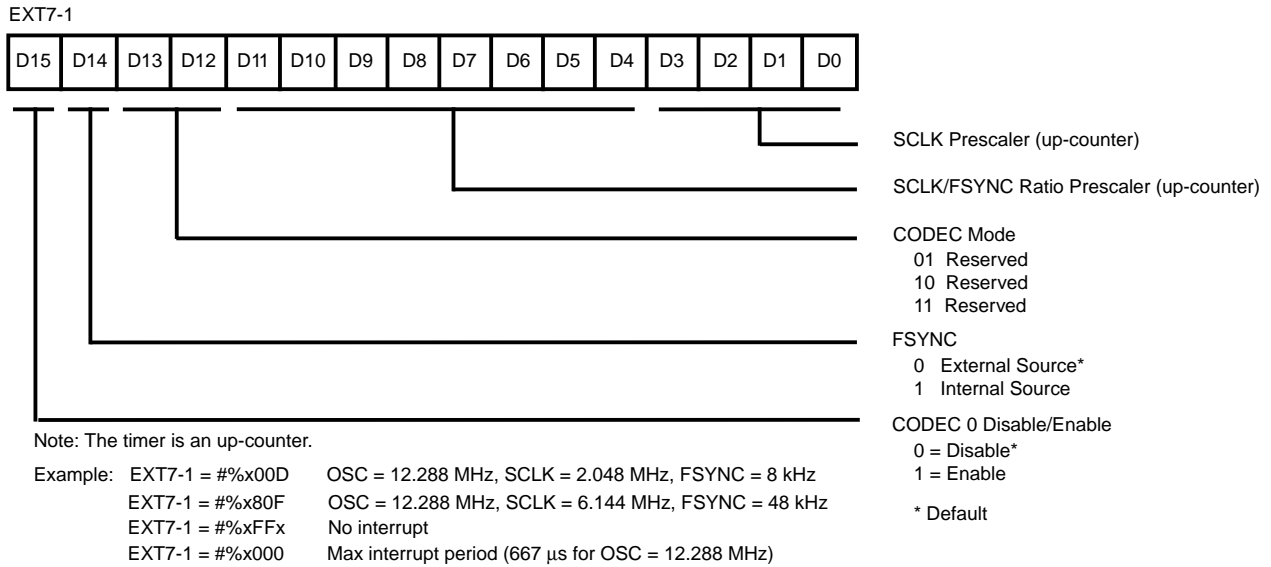 EXT7-1
D15 D14 D13 D12 D11 D10 D9 D8 D7 D6 D5 D4 D3 D2 D1 D0
SCLK Prescaler (up-counter)
SCLK/FSYNC Ratio Prescaler (up-counter)
CODEC Mode
01 Reserved
10 Reserved
11 Reserved
FSYNC
0 External Source*
1 Internal Source
CODEC 0 Disable/Enable
0 = Disable*
1 = Enable
* Default
Note: The timer is an up-counter.
Example: EXT7-1 = #%x00D OSC = 12.288 MHz, SCLK = 2.048 MHz, FSYNC = 8 kHz
EXT7-1 = #%x80F OSC = 12.288 MHz, SCLK = 6.144 MHz, FSYNC = 48 kHz
EXT7-1 = #%xFFx No interrupt
EXT7-1 = #%x000 Max interrupt period (667 μs for OSC = 12.288 MHz)